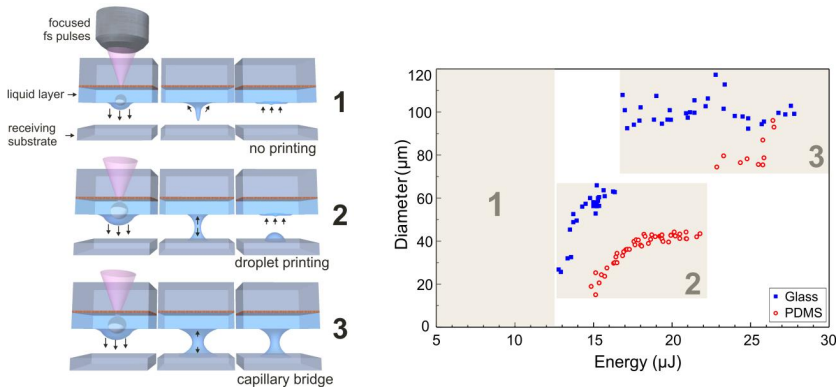 focused
fs pulses
liquid layer
receiving
substrate
1
no printing
2
droplet printing
3
capillary bridge
120
100
80
60
40
20
0
Diameter (µm)
1
2
3
Glass
PDMS
5
10
15
20
25
30
Energy (µJ)